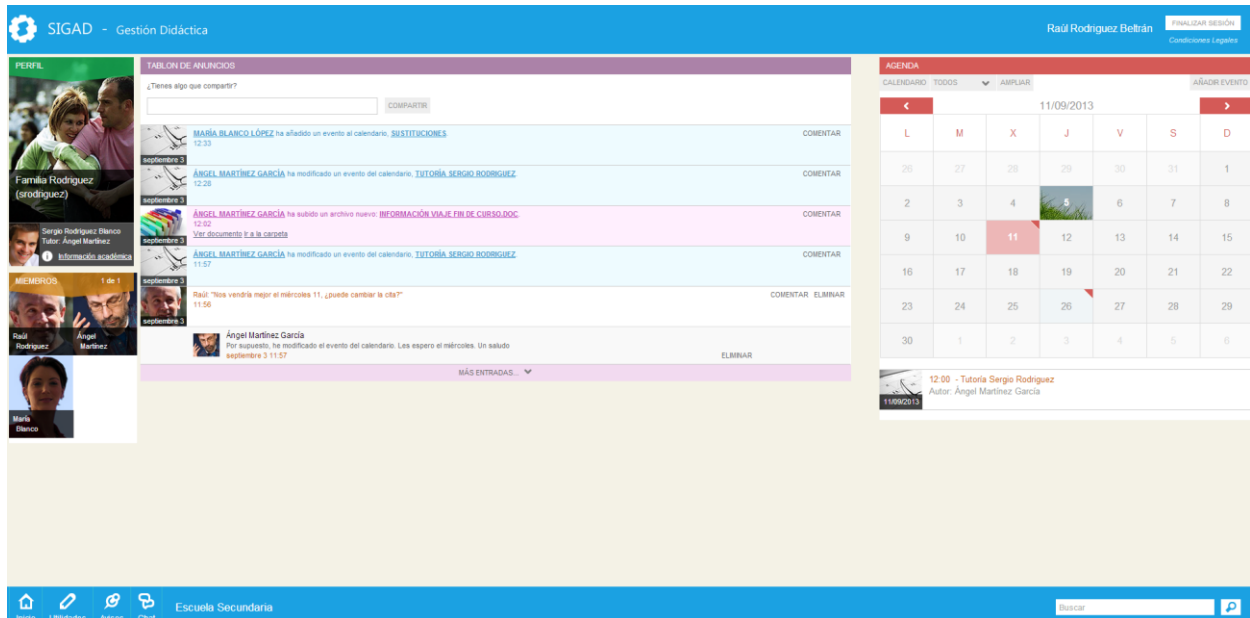 SIGAD - Gestión Didáctica
Raúl Rodriguez Beltrán
FINALIZAR SESIÓN
Condiciones Legales
PERFIL
Familia Rodriguez
(srodriguez)
Sergio Rodriguez Blanco
Tutor: Ángel Martínez
Información académica
MIEMBROS 1 de 1
Raúl
Rodriguez
Ángel
Martínez
María
Blanco
TABLON DE ANUNCIOS
¿Tienes algo que compartir?
COMPARTIR
MARÍA BLANCO LÓPEZ ha añadido un evento al calendario, SUSTITUCIONES. COMENTAR
12:33
septiembre 3
ÁNGEL MARTÍNEZ GARCÍA ha modificado un evento del calendario, TUTORÍA SERGIO RODRIGUEZ. COMENTAR
12:28
septiembre 3
ÁNGEL MARTÍNEZ GARCÍA ha subido un archivo nuevo: INFORMACIÓN VIAJE FIN DE CURSO.DOC. COMENTAR
12:02
Ver documento Ir a la carpeta
septiembre 3
ÁNGEL MARTÍNEZ GARCÍA ha modificado un evento del calendario, TUTORÍA SERGIO RODRIGUEZ. COMENTAR
11:57
septiembre 3
Raúl: "Nos vendría mejor el miércoles 11, ¿puede cambiar la cita?" COMENTAR ELIMINAR
11:56
septiembre 3
Ángel Martínez García
Por supuesto, he modificado el evento del calendario. Les espero el miércoles. Un saludo
septiembre 3 11:57 ELIMINAR
MÁS ENTRADAS...
AGENDA
CALENDARIO TODOS AMPLIAR AÑADIR EVENTO
11/09/2013
L M X J V S D
26 27 28 29 30 31 1
2 3 4 5 6 7 8
9 10 11 12 13 14 15
16 17 18 19 20 21 22
23 24 25 26 27 28 29
30 1 2 3 4 5 6
12:00 - Tutoría Sergio Rodriguez
Autor: Ángel Martínez García
11/09/2013
Inicio Utilidades Avisos Chat
Escuela Secundaria
Buscar